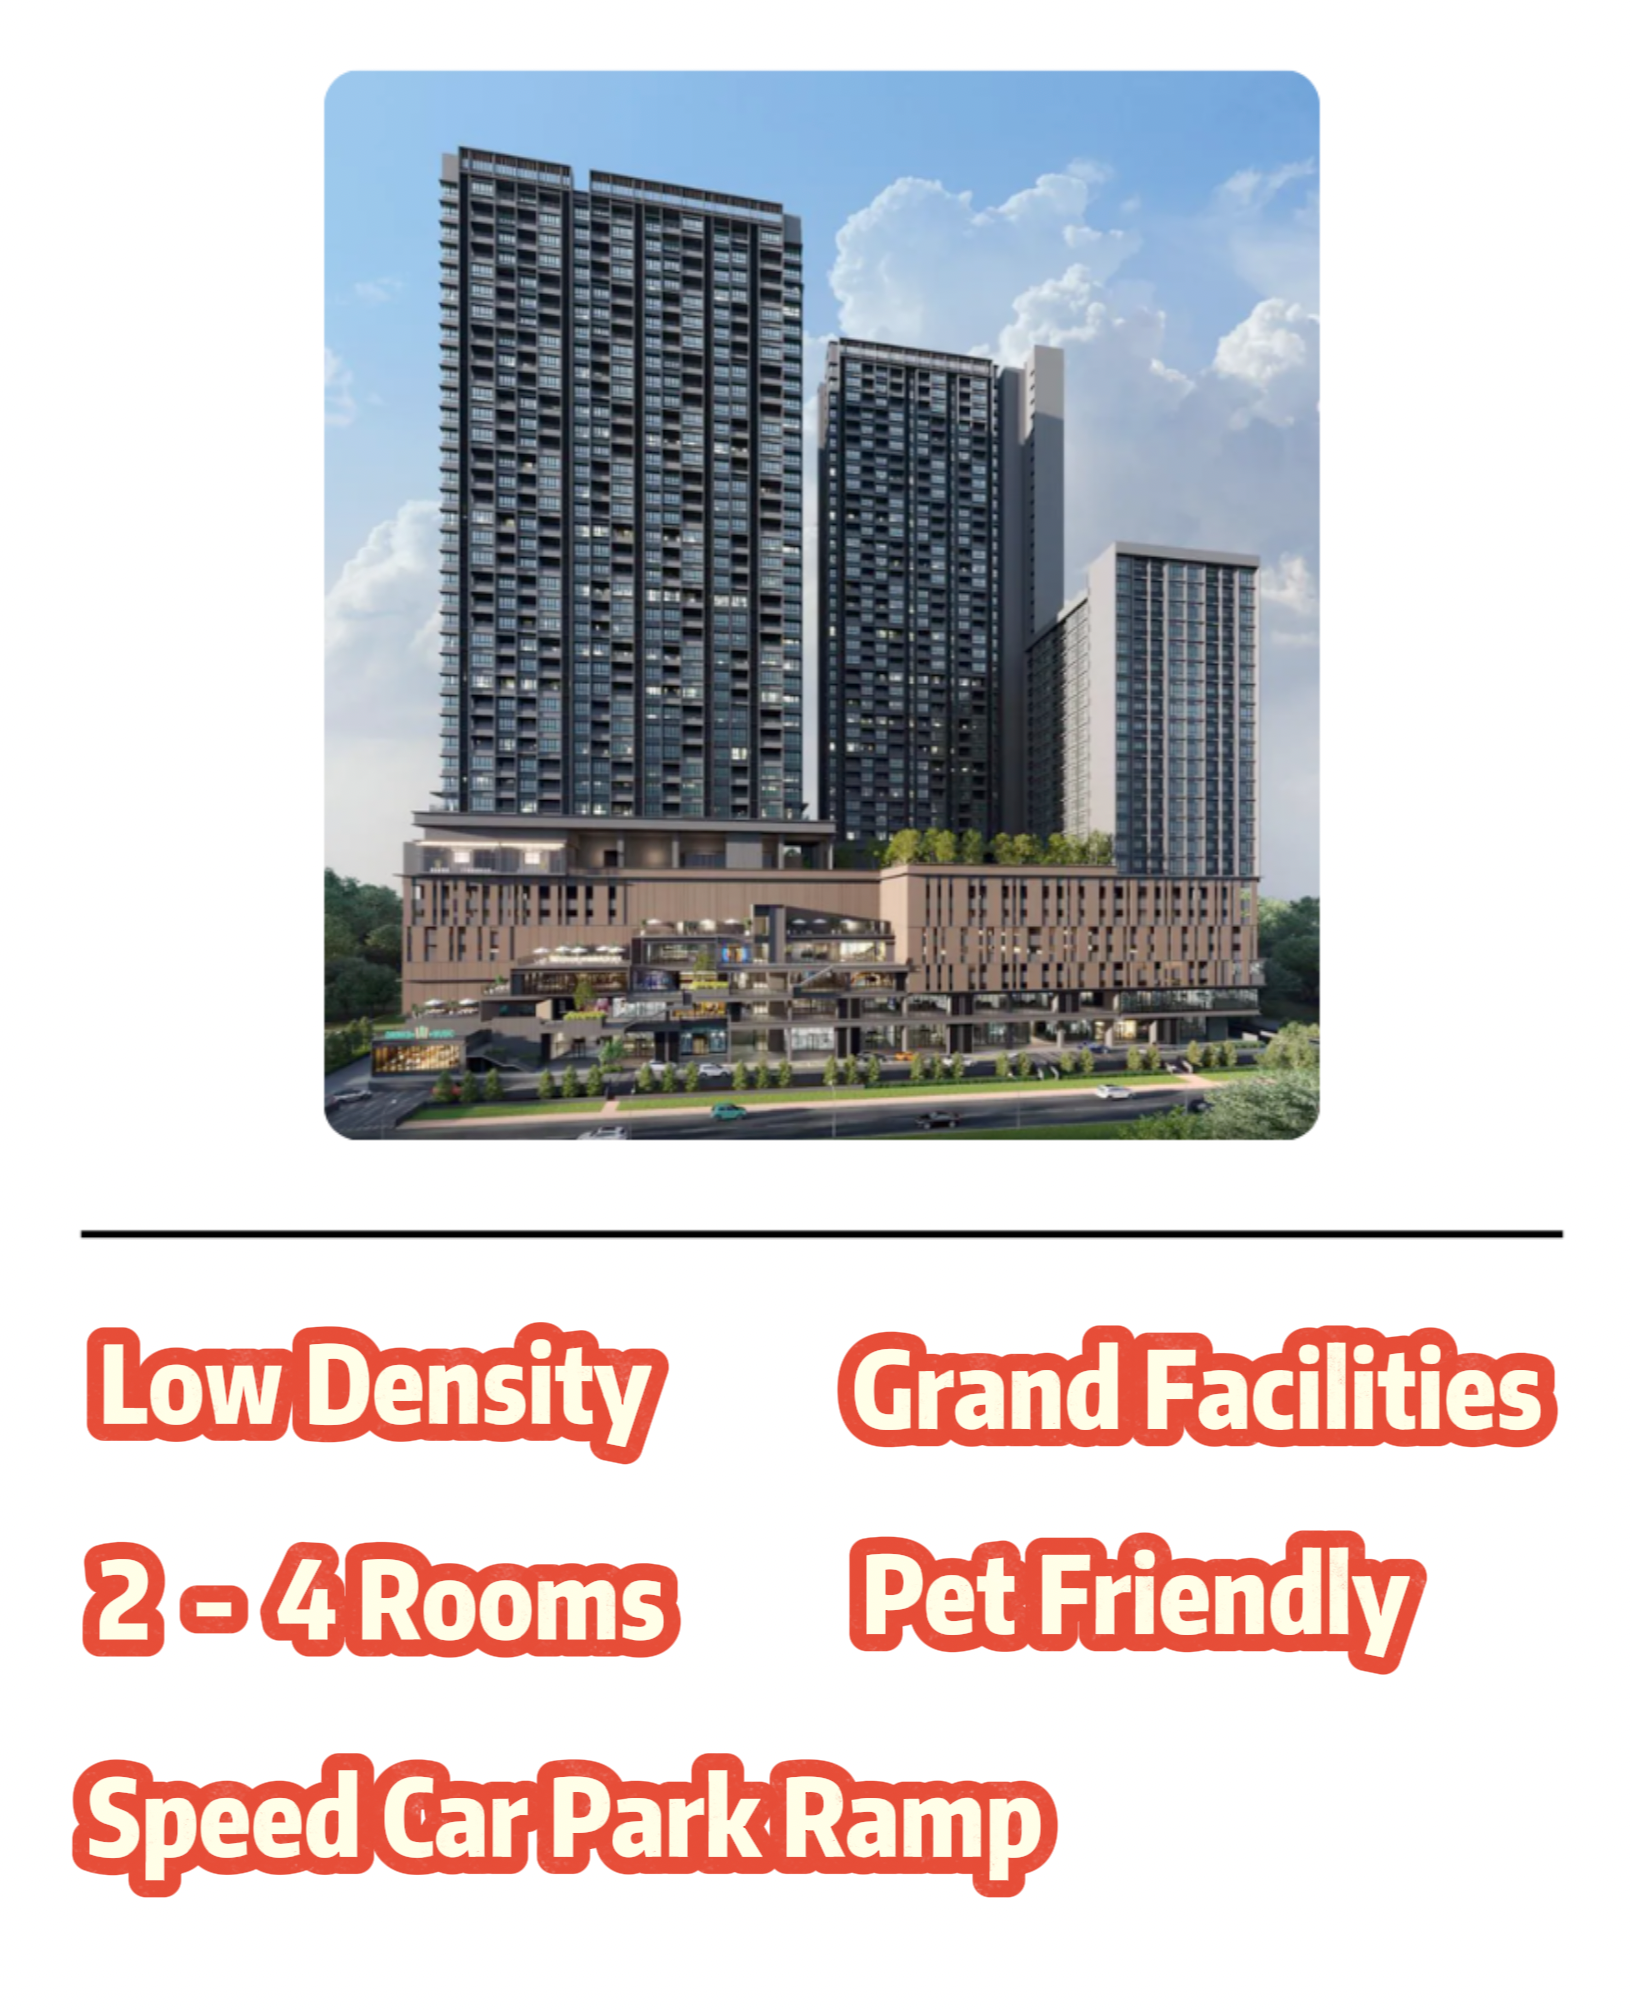 Low Density
Grand Facilities
2 - 4 Rooms
Pet Friendly
Speed Car Park Ramp